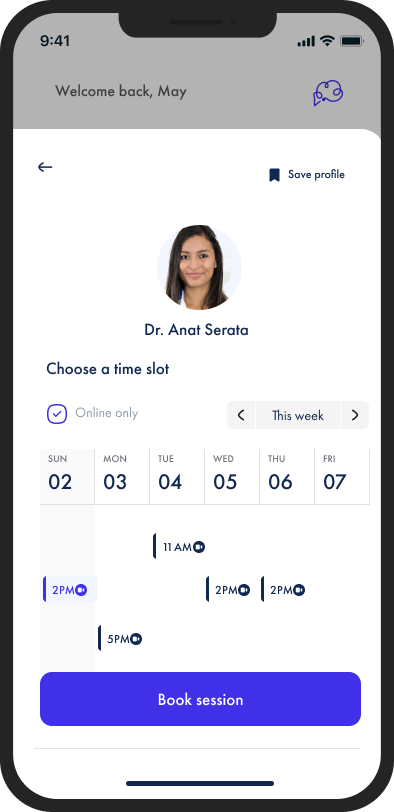 9:41
Welcome back, May
Save profile
Dr. Anat Serata
Choose a time slot
Online only
This week
SUN MON TUE WED THU FRI
02 03 04 05 06 07
11 AM
2PM 2PM 2PM
5PM
Book session